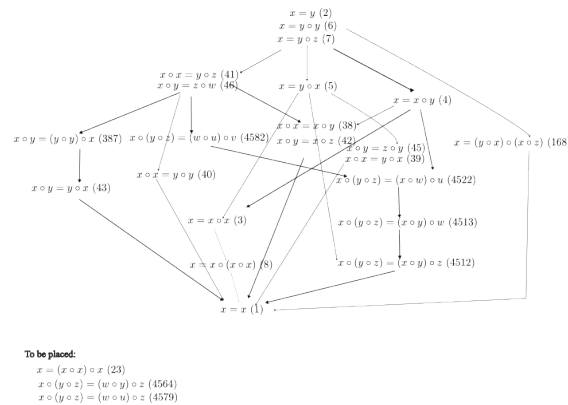 x = y (2)
x = y ∘ y (6)
x = y ∘ z (7)
x ∘ x = y ∘ z (41)
x ∘ y = z ∘ w (46)
x = y ∘ x (5)
x = x ∘ y (4)
x ∘ x = x ∘ y (38)
x ∘ y = (y ∘ y) ∘ x (387)
x ∘ (y ∘ z) = (w ∘ u) ∘ v (4582)
x ∘ y = x ∘ z (42)
x ∘ y = z ∘ y (45)
x = (y ∘ x) ∘ (x ∘ z) (168
x ∘ x = y ∘ x (39)
x ∘ x = y ∘ y (40)
x ∘ (y ∘ z) = (x ∘ w) ∘ u (4522)
x ∘ y = y ∘ x (43)
x = x ∘ x (3)
x ∘ (y ∘ z) = (x ∘ y) ∘ w (4513)
x = x ∘ (x ∘ x) (8)
x ∘ (y ∘ z) = (x ∘ y) ∘ z (4512)
x = x (1)
To be placed:
x = (x ∘ x) ∘ x (23)
x ∘ (y ∘ z) = (w ∘ y) ∘ z (4564)
x ∘ (y ∘ z) = (w ∘ u) ∘ z (4579)